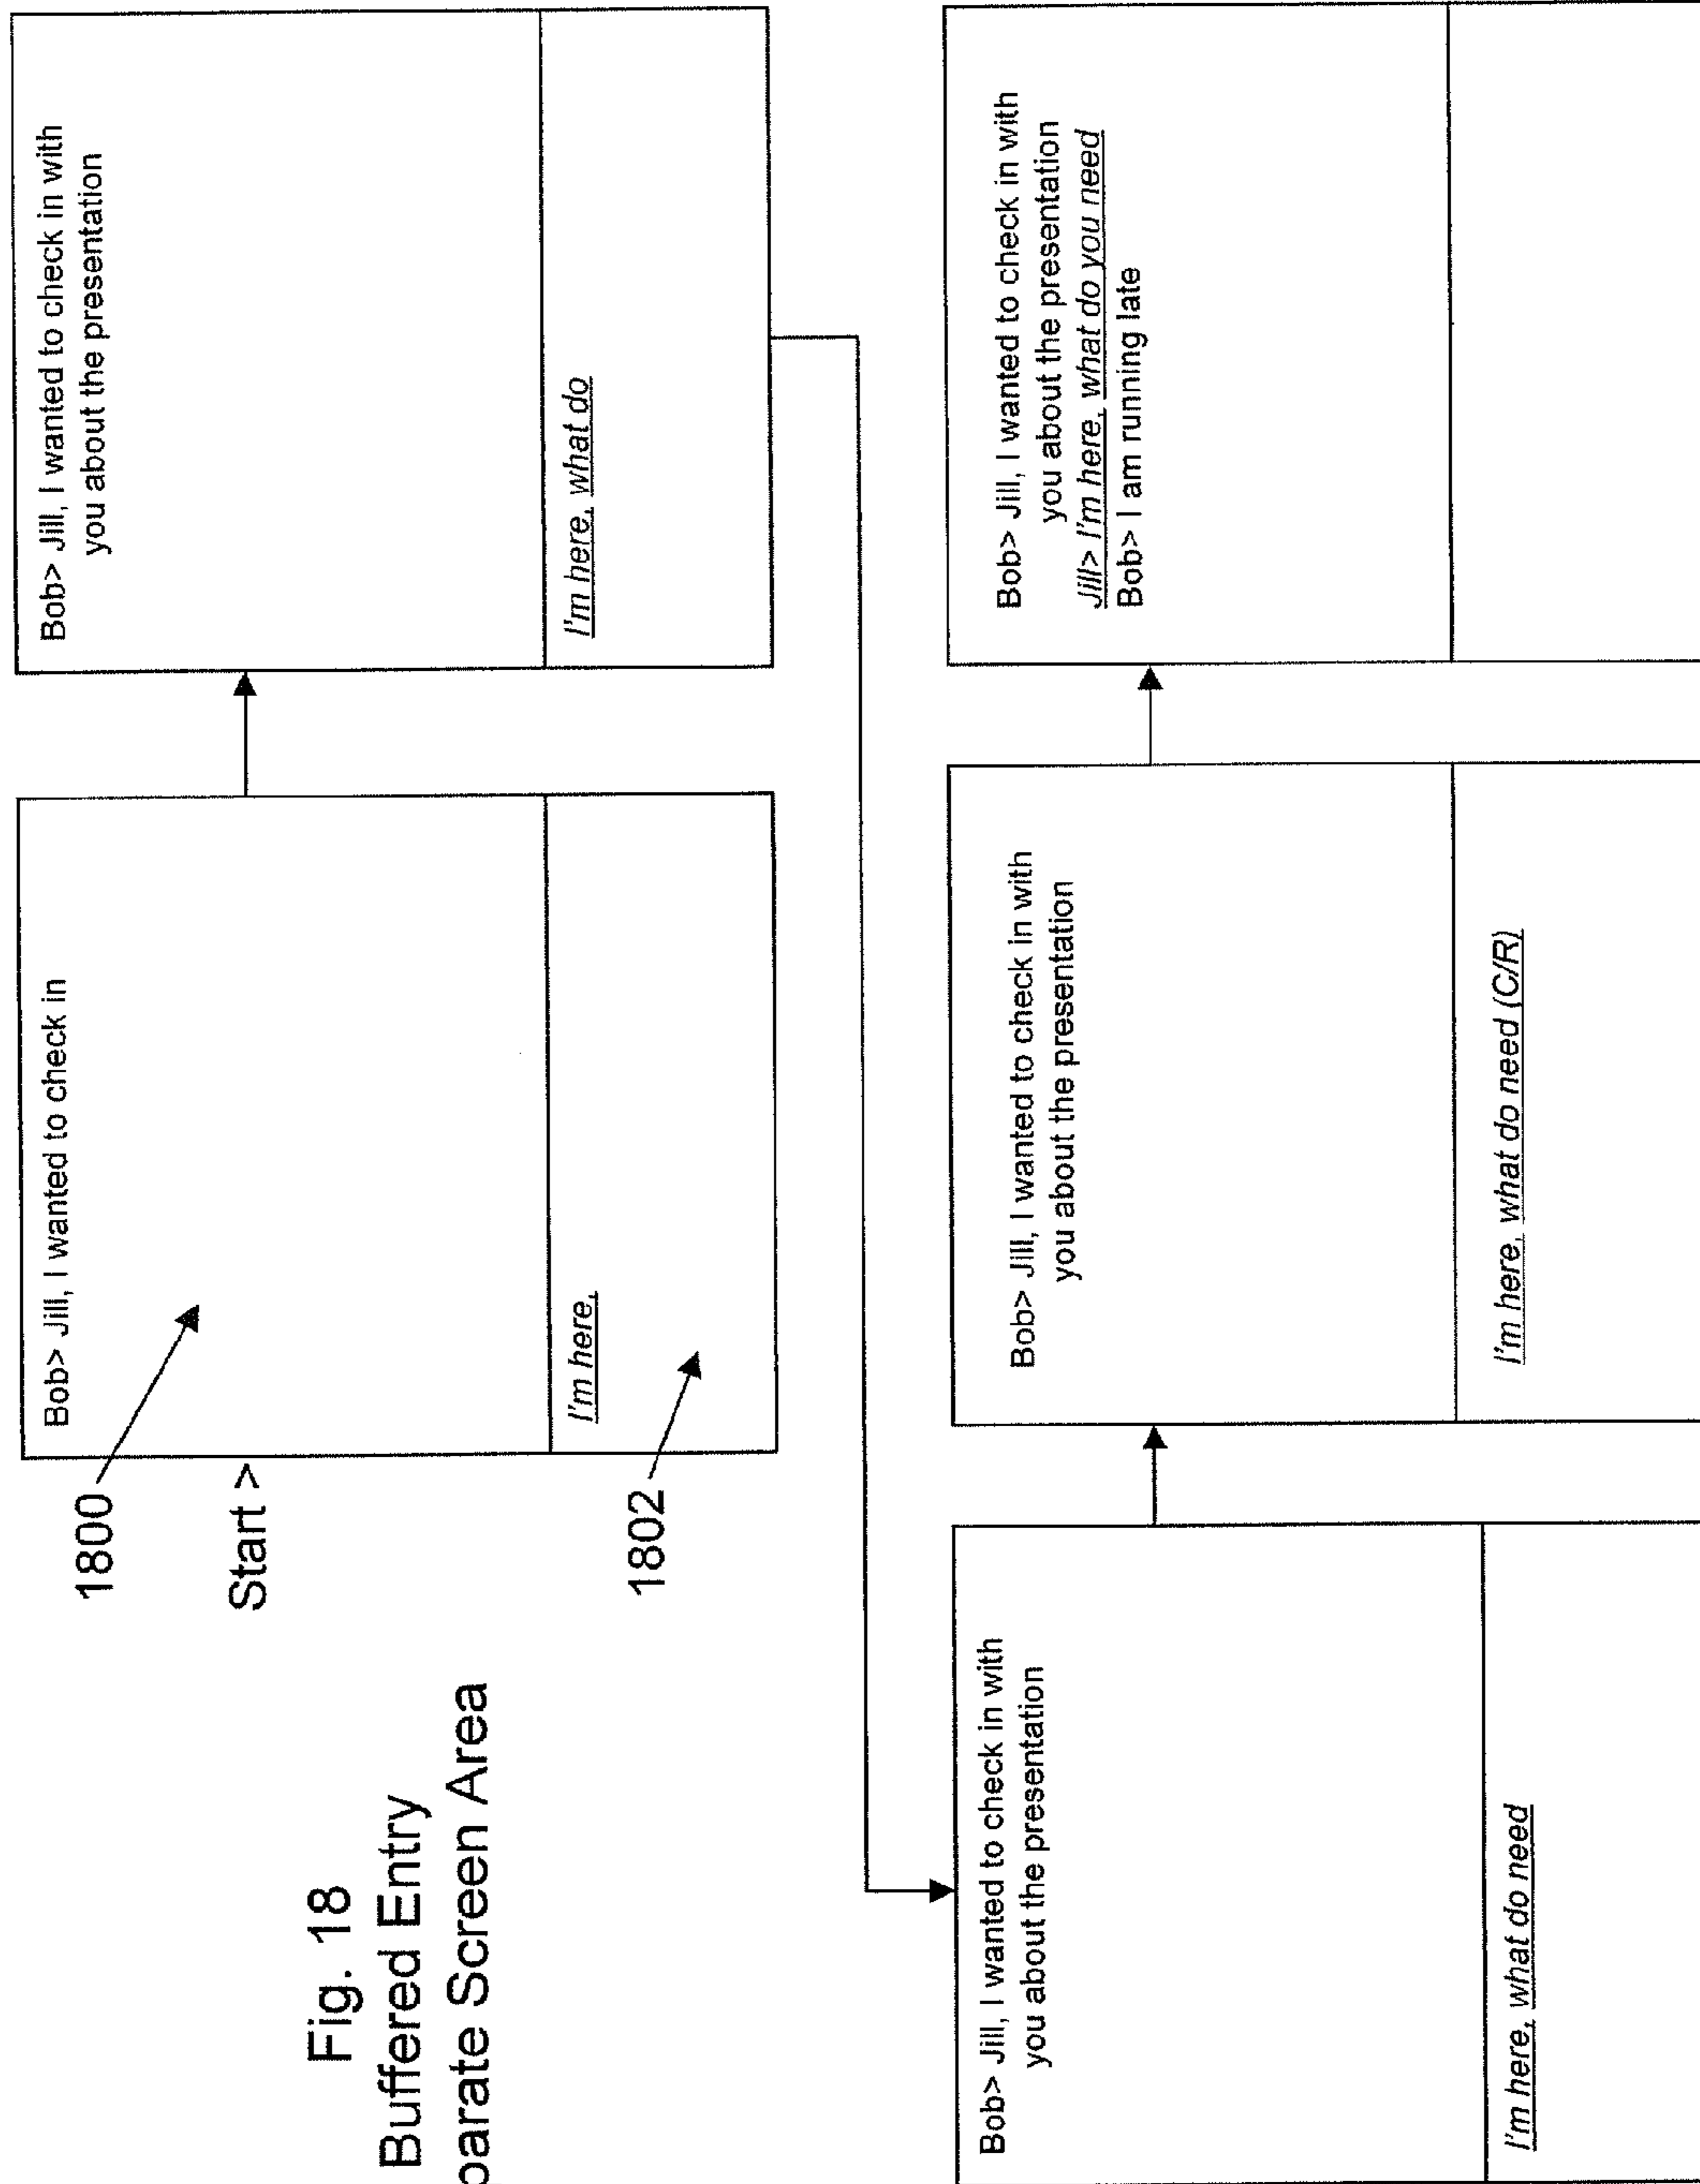 Fig. 18
Buffered Entry
parate Screen Area
1800
Start >
1802
Bob> Jill, I wanted to check in
I'm here,
Bob> Jill, I wanted to check in with
you about the presentation
I'm here, what do
Bob> Jill, I wanted to check in with
you about the presentation
I'm here, what do need
Bob> Jill, I wanted to check in with
you about the presentation
I'm here, what do need (C/R)
Bob> Jill, I wanted to check in with
you about the presentation
Jill> I'm here, what do you need
Bob> I am running late